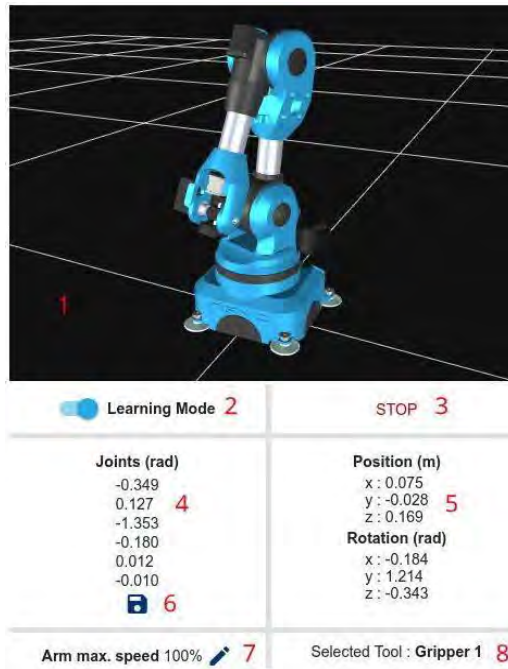 1
Learning Mode 2
STOP 3
Joints (rad)
-0.349
0.127 4
-1.353
-0.180
0.012
-0.010
6
Position (m)
x : 0.075
y : -0.028 5
z : 0.169
Rotation (rad)
x : -0.184
y : 1.214
z : -0.343
Arm max. speed 100% 7
Selected Tool : Gripper 1 8